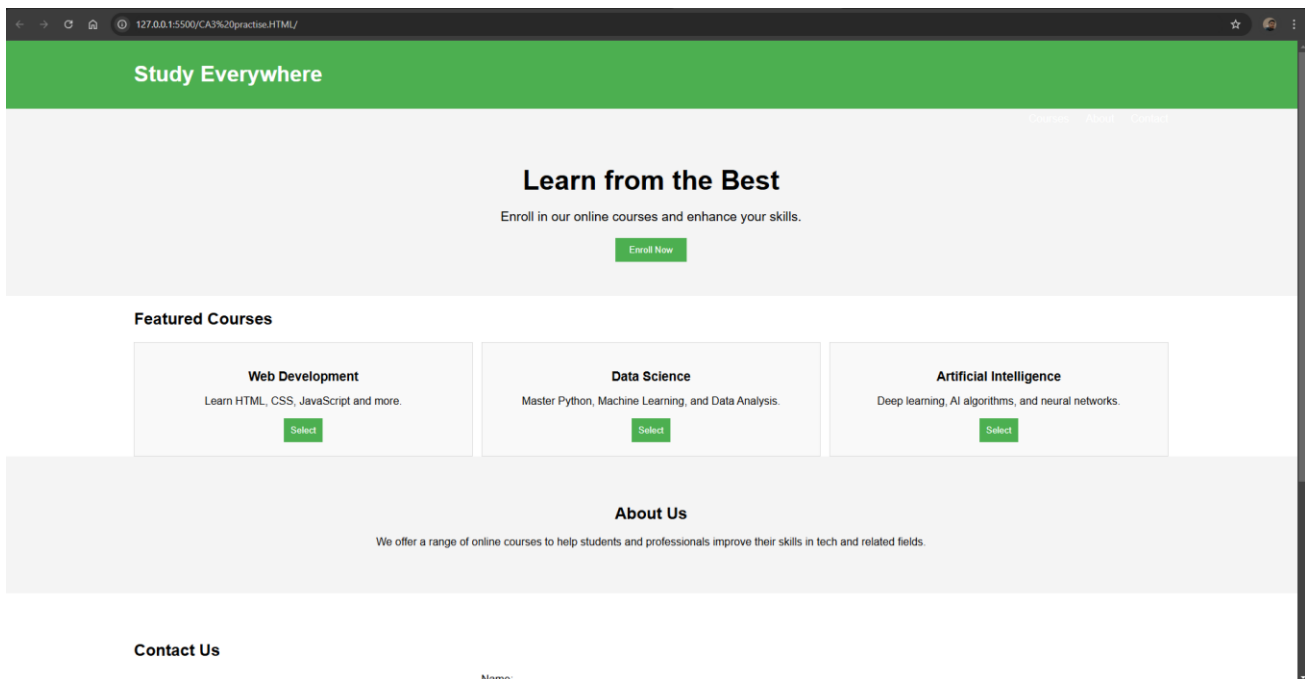 127.0.0.1:5500/CA3%20practise.HTML/
Study Everywhere
Courses About Contact
Learn from the Best
Enroll in our online courses and enhance your skills.
Enroll Now
Featured Courses
Web Development
Learn HTML, CSS, JavaScript and more.
Select
Data Science
Master Python, Machine Learning, and Data Analysis.
Select
Artificial Intelligence
Deep learning, AI algorithms, and neural networks.
Select
About Us
We offer a range of online courses to help students and professionals improve their skills in tech and related fields.
Contact Us
Name: